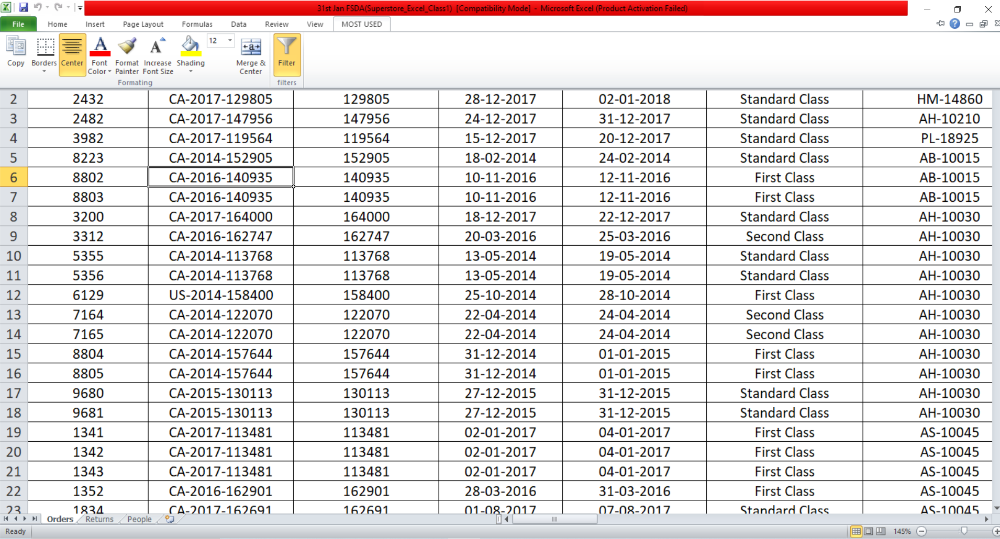 31st Jan FSDA(Superstore_Excel_Class1) [Compatibility Mode] - Microsoft Excel (Product Activation Failed)
File Home Insert Page Layout Formulas Data Review View MOST USED
12
Copy Borders Center Font Color Format Painter Increase Font Size Shading Merge & Center Filter
Formating filters
2 2432 CA-2017-129805 129805 28-12-2017 02-01-2018 Standard Class HM-14860
3 2482 CA-2017-147956 147956 24-12-2017 31-12-2017 Standard Class AH-10210
4 3982 CA-2017-119564 119564 15-12-2017 20-12-2017 Standard Class PL-18925
5 8223 CA-2014-152905 152905 18-02-2014 24-02-2014 Standard Class AB-10015
6 8802 CA-2016-140935 140935 10-11-2016 12-11-2016 First Class AB-10015
7 8803 CA-2016-140935 140935 10-11-2016 12-11-2016 First Class AB-10015
8 3200 CA-2017-164000 164000 18-12-2017 22-12-2017 Standard Class AH-10030
9 3312 CA-2016-162747 162747 20-03-2016 25-03-2016 Second Class AH-10030
10 5355 CA-2014-113768 113768 13-05-2014 19-05-2014 Standard Class AH-10030
11 5356 CA-2014-113768 113768 13-05-2014 19-05-2014 Standard Class AH-10030
12 6129 US-2014-158400 158400 25-10-2014 28-10-2014 First Class AH-10030
13 7164 CA-2014-122070 122070 22-04-2014 24-04-2014 Second Class AH-10030
14 7165 CA-2014-122070 122070 22-04-2014 24-04-2014 Second Class AH-10030
15 8804 CA-2014-157644 157644 31-12-2014 01-01-2015 First Class AH-10030
16 8805 CA-2014-157644 157644 31-12-2014 01-01-2015 First Class AH-10030
17 9680 CA-2015-130113 130113 27-12-2015 31-12-2015 Standard Class AH-10030
18 9681 CA-2015-130113 130113 27-12-2015 31-12-2015 Standard Class AH-10030
19 1341 CA-2017-113481 113481 02-01-2017 04-01-2017 First Class AS-10045
20 1342 CA-2017-113481 113481 02-01-2017 04-01-2017 First Class AS-10045
21 1343 CA-2017-113481 113481 02-01-2017 04-01-2017 First Class AS-10045
22 1352 CA-2016-162901 162901 28-03-2016 31-03-2016 First Class AS-10045
23 1834 CA-2017-162691 162691 01-08-2017 07-08-2017 Standard Class AS-10045
Orders Returns People
Ready 145%